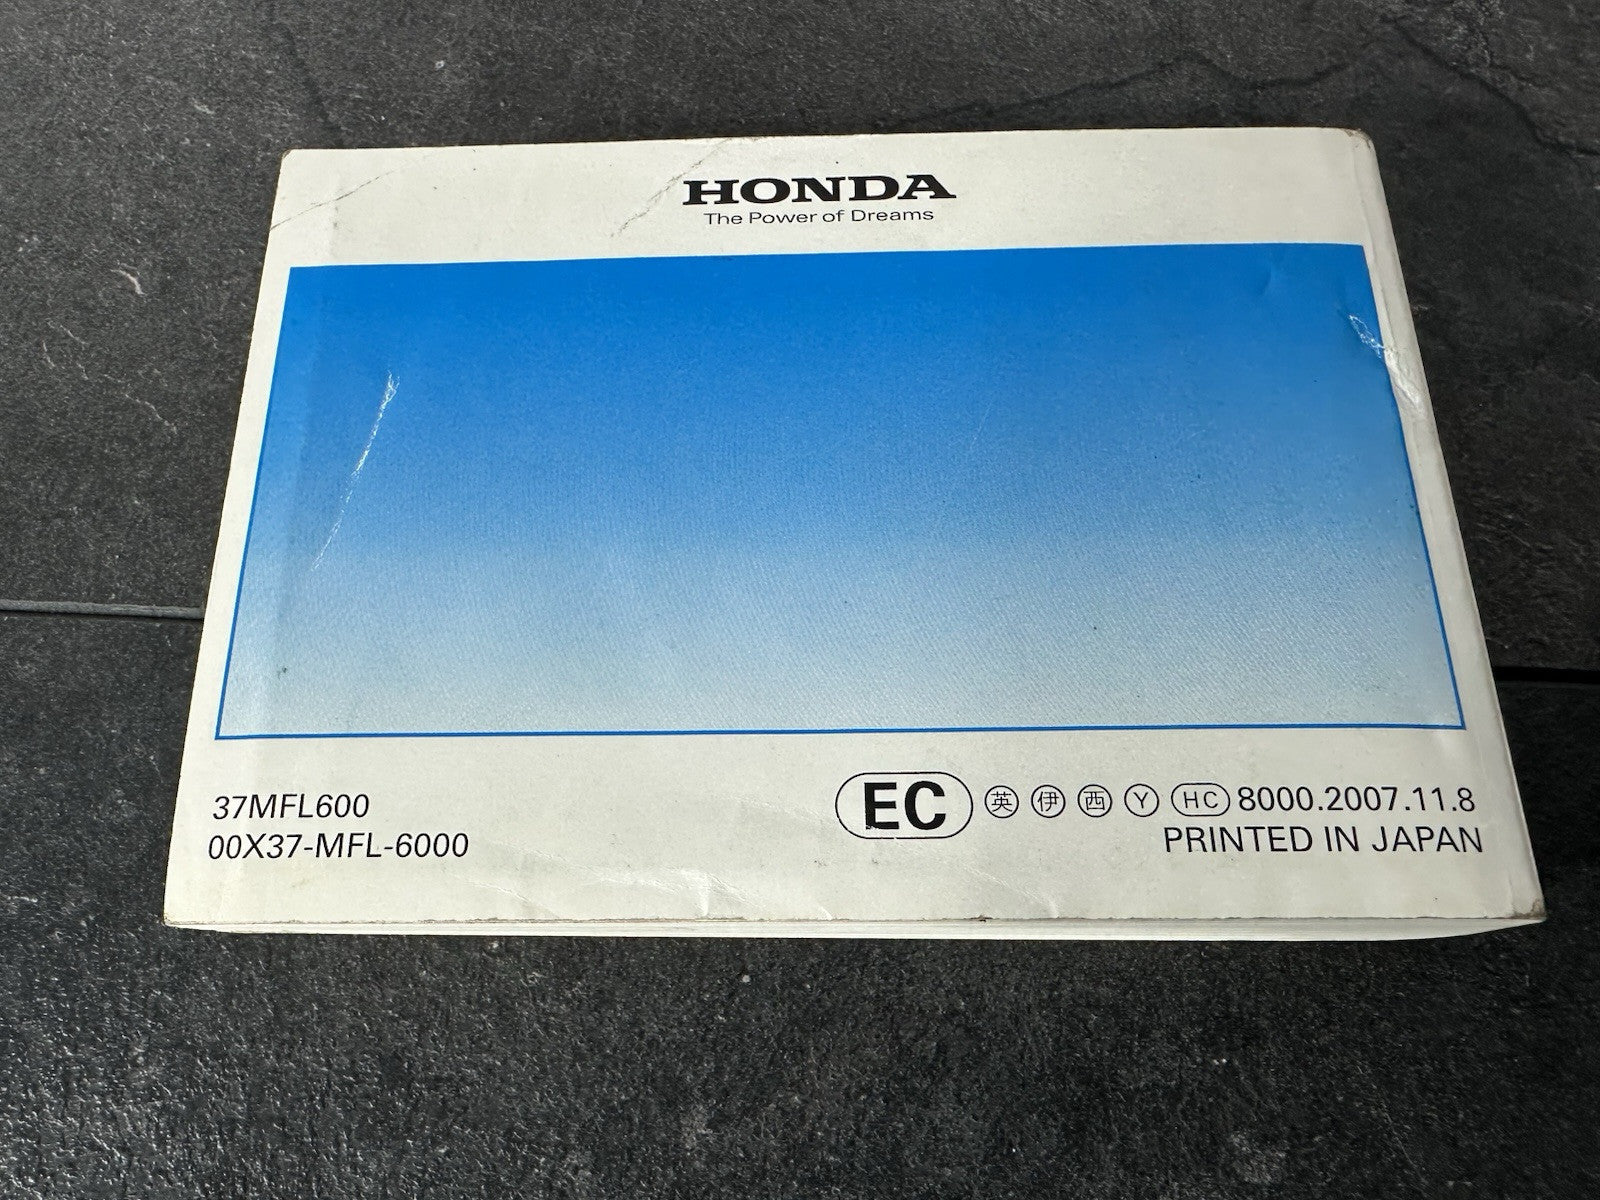 HONDA
The Power of Dreams
37MFL600
00X37-MFL-6000
EC 英 伊 西 Y HC 8000.2007.11.8
PRINTED IN JAPAN